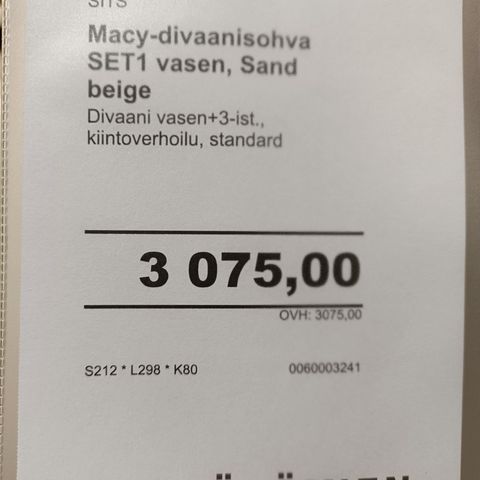 SITS
Macy-divaanisohva
SET1 vasen, Sand
beige
Divaani vasen+3-ist.,
kiintoverhoilu, standard
3 075,00
OVH: 3075,00
S212 * L298 * K80
0060003241